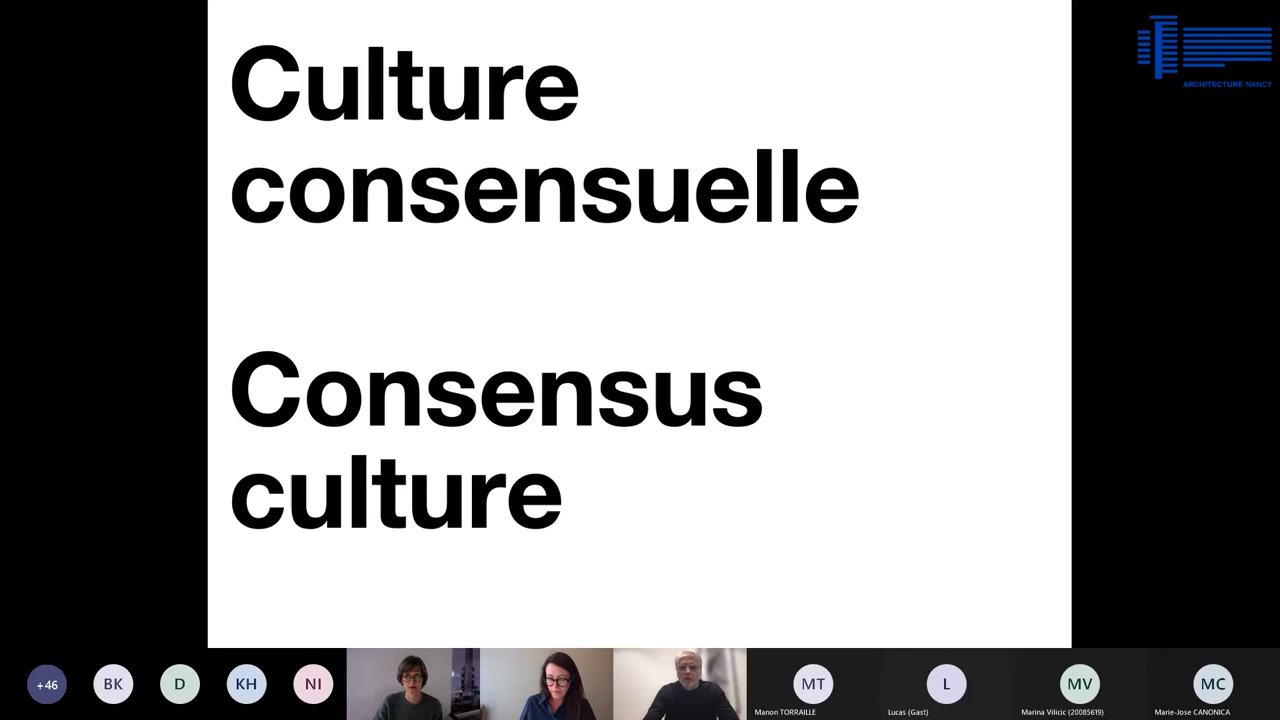 Culture
consensuelle
Consensus
culture
ARCHITECTURE NANCY
+46
BK
D
KH
NI
MT
L
MV
MC
Manon TORRAILLE
Lucas (Gast)
Marina Vilicic (20085619)
Marie-Jose CANONICA